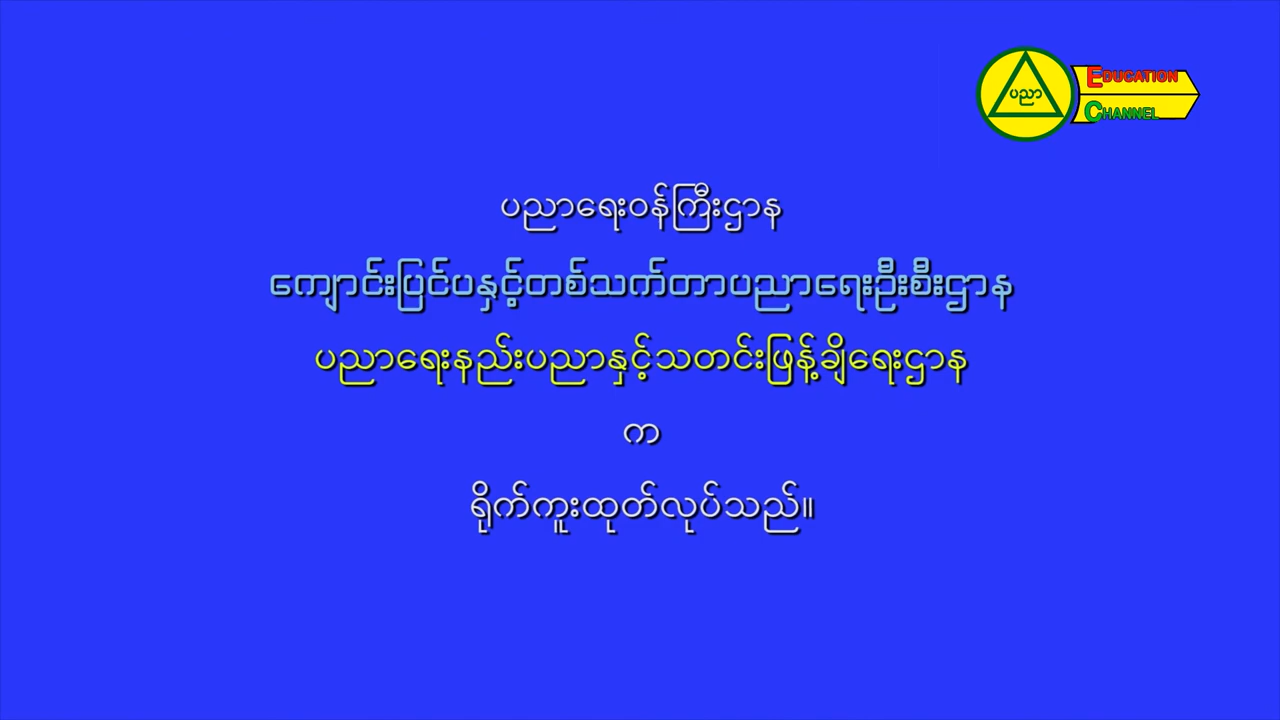 ပညာ
EDUCATION
CHANNEL
ပညာရေးဝန်ကြီးဌာန
ကျောင်းပြင်ပနှင့်တစ်သက်တာပညာရေးဦးစီးဌာန
ပညာရေးနည်းပညာနှင့်သတင်းဖြန့်ချိရေးဌာန
က
ရိုက်ကူးထုတ်လုပ်သည်။